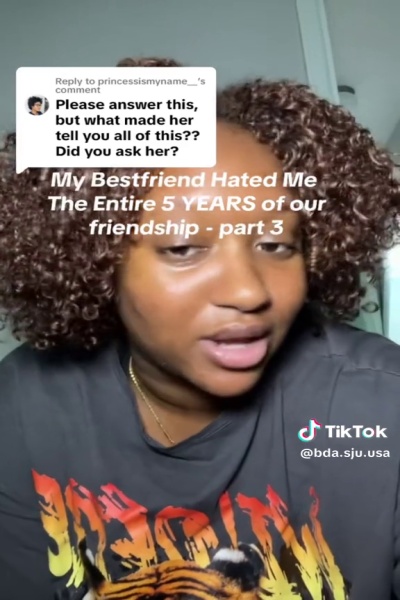 Reply to princessismyname__'s
comment
Please answer this,
but what made her
tell you all of this??
Did you ask her?
My Bestfriend Hated Me
The Entire 5 YEARS of our
friendship - part 3
TikTok
@bda.sju.usa